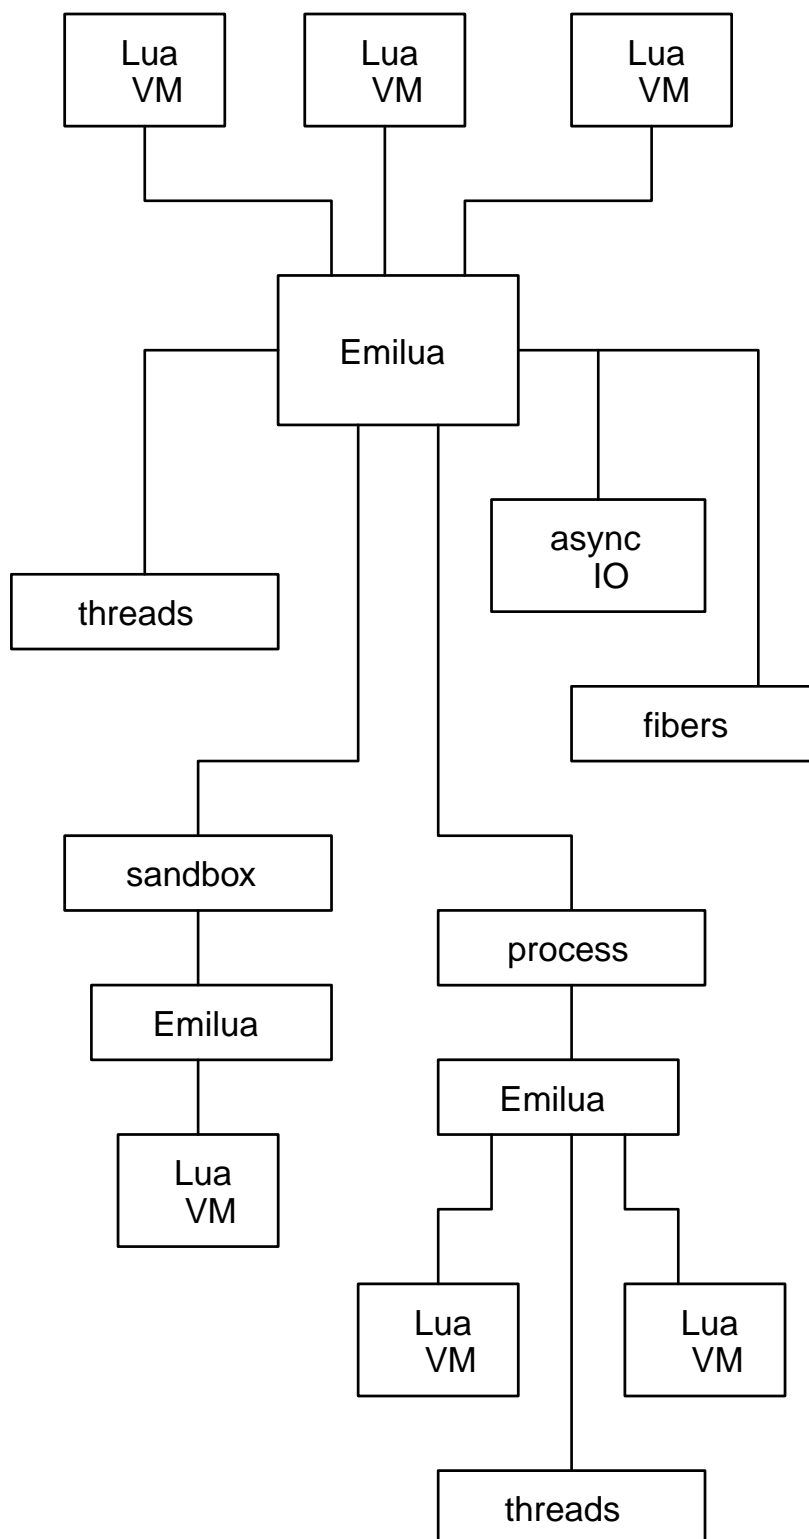 Lua
VM
Lua
VM
Lua
VM
Emilua
threads
async
IO
fibers
sandbox
process
Emilua
Emilua
Lua
VM
Lua
VM
Lua
VM
threads